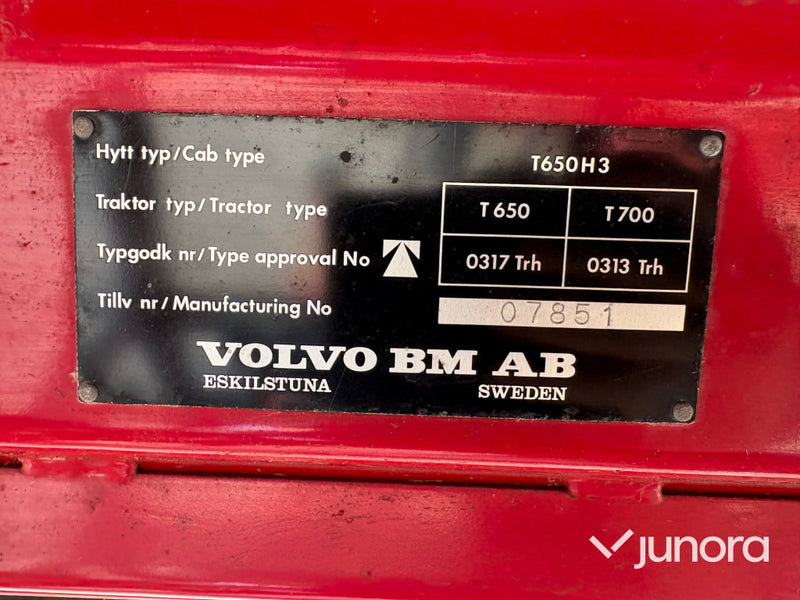 Hytt typ/Cab type T650H3
Traktor typ/Tractor type T 650 T 700
Typgodk nr/Type approval No 0317 Trh 0313 Trh
Tillv nr/Manufacturing No 07851
VOLVO BM AB
ESKILSTUNA SWEDEN
junora